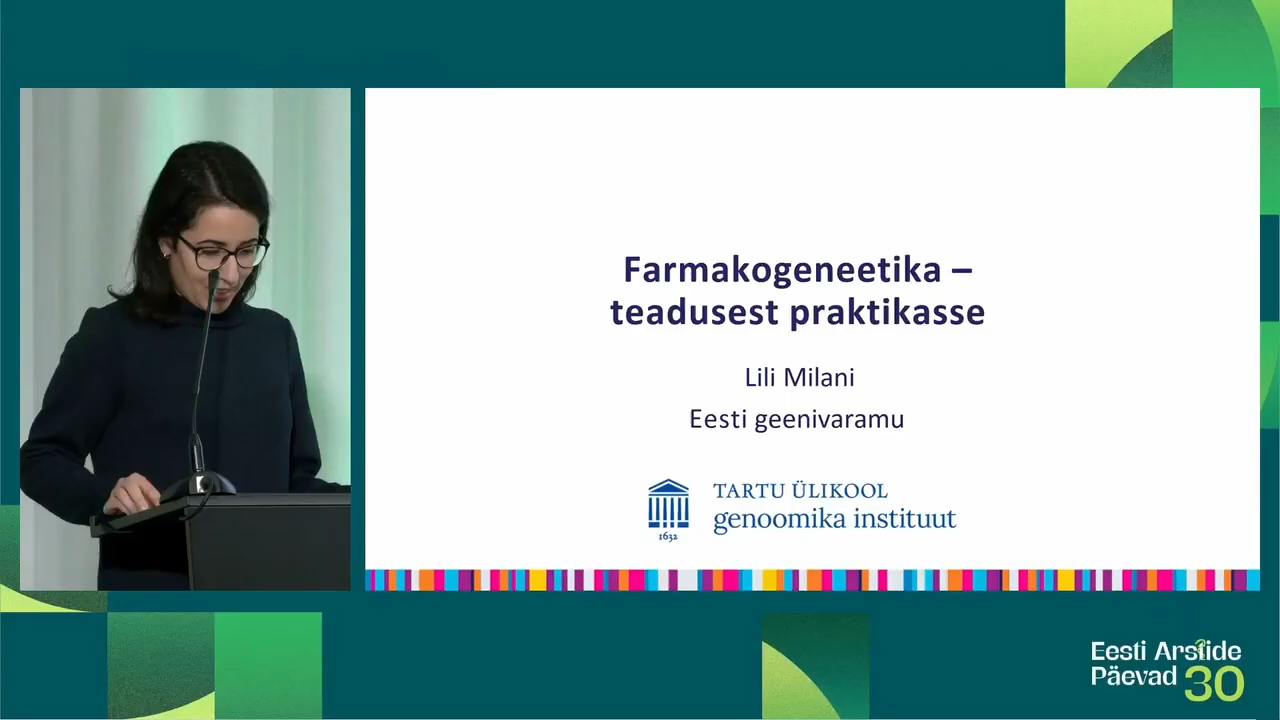 Farmakogeneetika –
teadusest praktikasse
Lili Milani
Eesti geenivaramu
TARTU ÜLIKOOL
genoomika instituut
1632
Eesti Arstide
Päevad 30